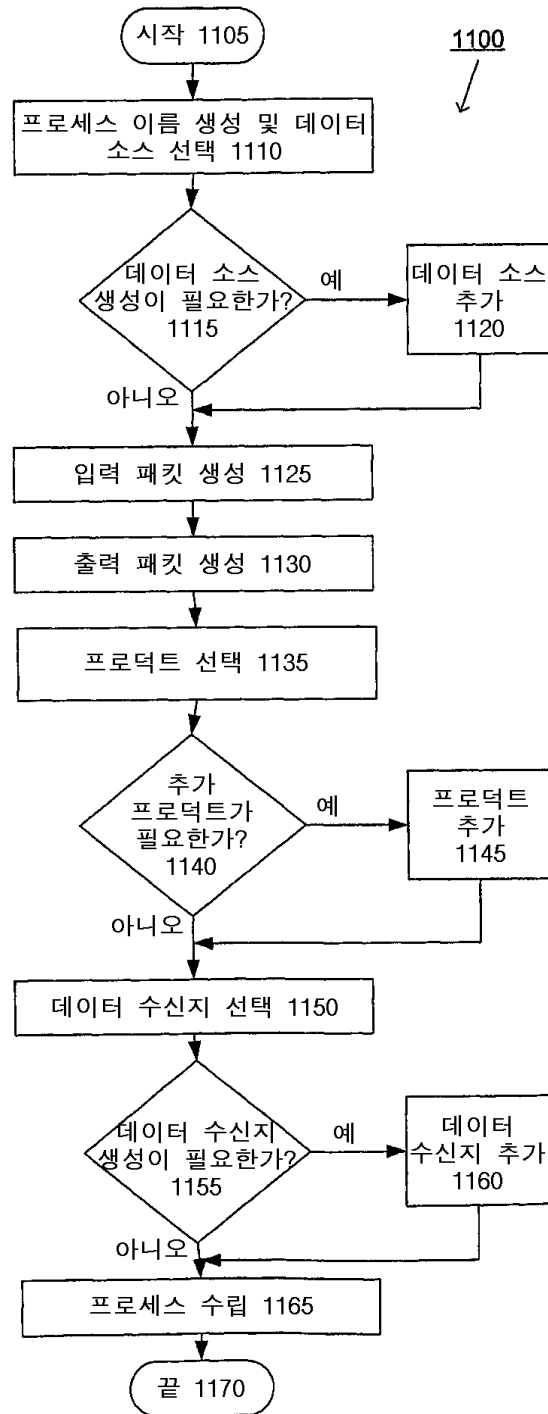 시작 1105
1100
프로세스 이름 생성 및 데이터
소스 선택 1110
데이터 소스
생성이 필요한가?
1115
예
데이터 소스
추가
1120
아니오
입력 패킷 생성 1125
출력 패킷 생성 1130
프로덕트 선택 1135
추가
프로덕트가
필요한가?
1140
예
프로덕트
추가
1145
아니오
데이터 수신지 선택 1150
데이터 수신지
생성이 필요한가?
1155
예
데이터
수신지 추가
1160
아니오
프로세스 수립 1165
끝 1170